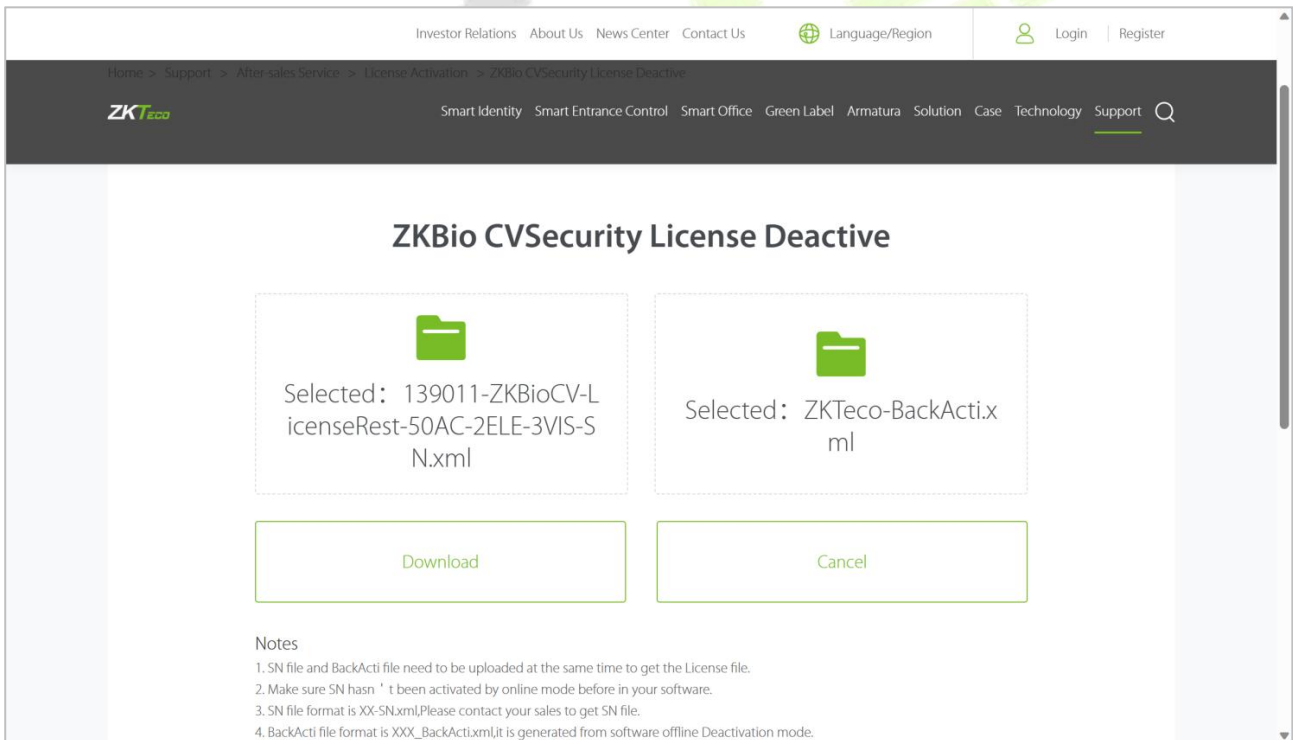 Investor Relations About Us News Center Contact Us Language/Region Login Register
Home > Support > After-sales Service > License Activation > ZKBio CVSecurity License Deactive
ZKTECO Smart Identity Smart Entrance Control Smart Office Green Label Armatura Solution Case Technology Support
ZKBio CVSecurity License Deactive
Selected：139011-ZKBioCV-L
icenseRest-50AC-2ELE-3VIS-S
N.xml
Selected：ZKTeco-BackActi.x
ml
Download Cancel
Notes
1. SN file and BackActi file need to be uploaded at the same time to get the License file.
2. Make sure SN hasn ' t been activated by online mode before in your software.
3. SN file format is XX-SN.xml,Please contact your sales to get SN file.
4. BackActi file format is XXX_BackActi.xml,it is generated from software offline Deactivation mode.